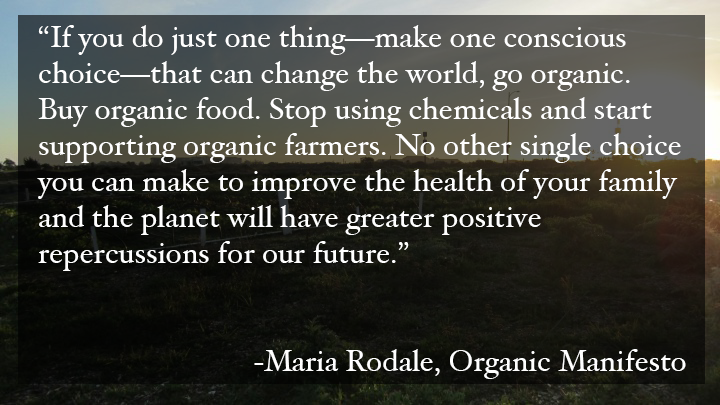 “If you do just one thing—make one conscious
choice—that can change the world, go organic.
Buy organic food. Stop using chemicals and start
supporting organic farmers. No other single choice
you can make to improve the health of your family
and the planet will have greater positive
repercussions for our future.”
-Maria Rodale, Organic Manifesto